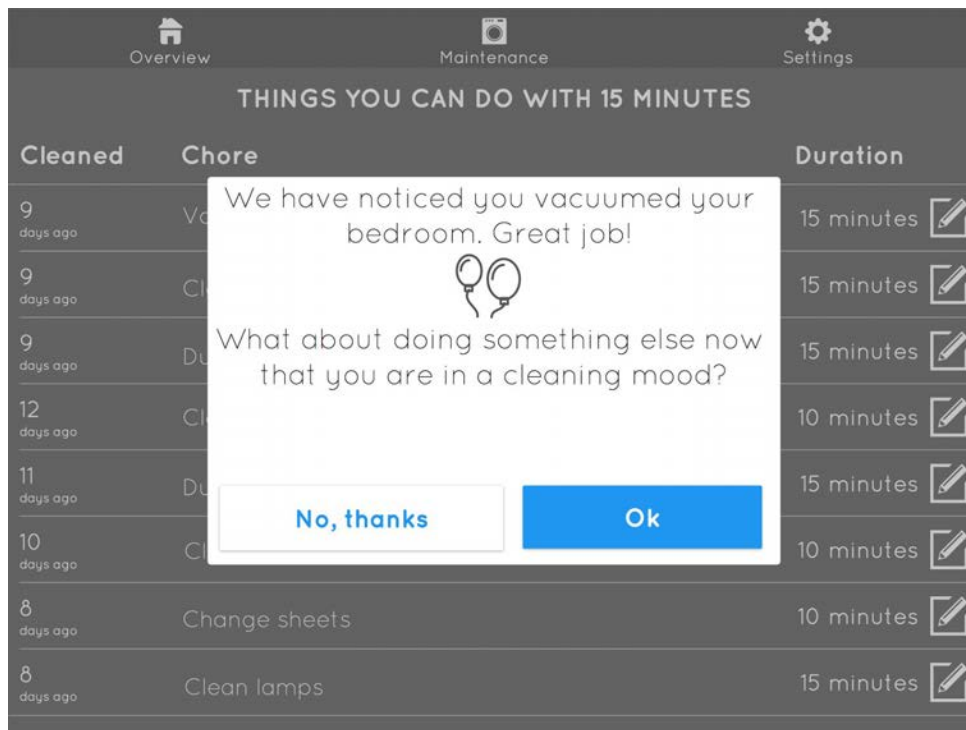 Overview Maintenance Settings
THINGS YOU CAN DO WITH 15 MINUTES
Cleaned Chore Duration
We have noticed you vacuumed your
bedroom. Great job!
9
days ago
15 minutes
9
days ago
15 minutes
What about doing something else now
that you are in a cleaning mood?
9
days ago
15 minutes
12
days ago
10 minutes
11
days ago
15 minutes
No, thanks Ok
10
days ago
10 minutes
8
days ago
Change sheets
10 minutes
8
days ago
Clean lamps
15 minutes